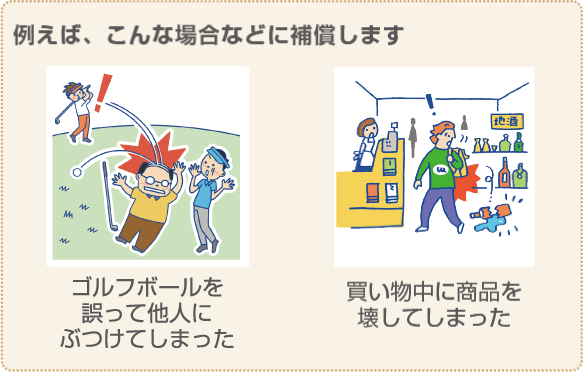 例えば、こんな場合などに補償します
!
!
地酒
ゴルフボールを
誤って他人に
ぶつけてしまった
買い物中に商品を
壊してしまった